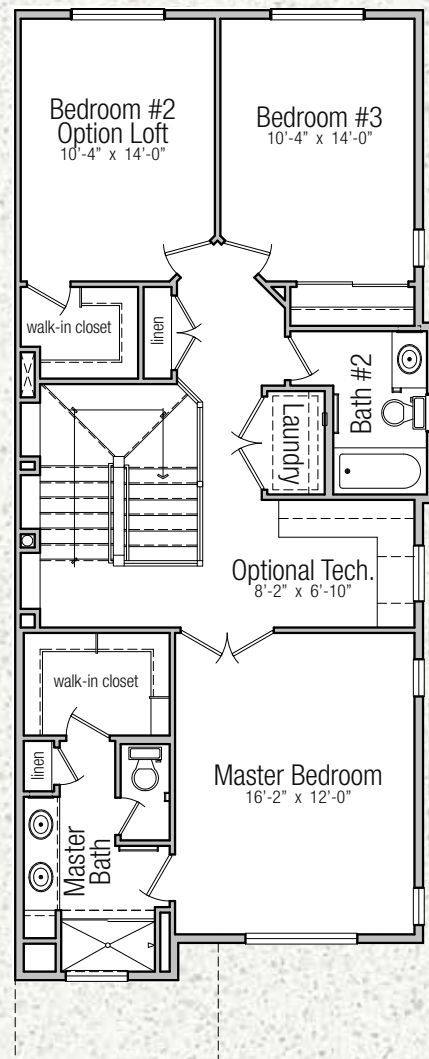 Bedroom #2
Option Loft
10'-4" x 14'-0"
Bedroom #3
10'-4" x 14'-0"
walk-in closet
linen
Bath #2
Laundry
Optional Tech.
8'-2" x 6'-10"
walk-in closet
linen
Master Bedroom
16'-2" x 12'-0"
Master
Bath